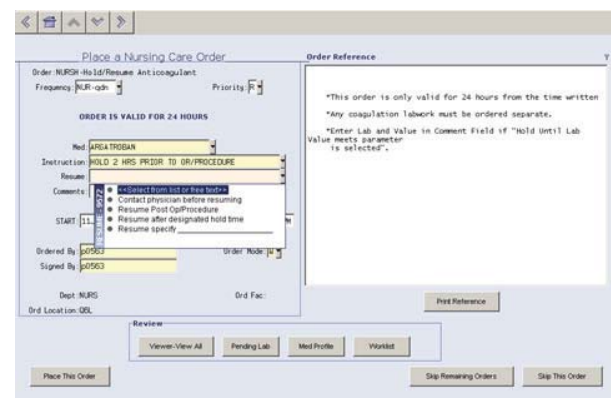 Place a Nursing Care Order
Order:NURSH-Hold/Resume Anticoagulant
Frequency: NUR-qdn Priority: R
ORDER IS VALID FOR 24 HOURS
Med: ARGATROBAN
Instruction: HOLD 2 HRS PRIOR TO OR/PROCEDURE
Resume:
Comments:
<<Select from list or free text>>
Contact physician before resuming
Resume Post Op/Procedure
Resume after designated hold time
Resume specify
START: 11
Ordered By: p0563 Order Mode: W
Signed By: p0563
Dept:NURS Ord Fac:
Ord Location:QBL
Order Reference
*This order is only valid for 24 hours from the time written
*Any coagulation labwork must be ordered separate.
*Enter Lab and Value in Comment Field if "Hold Until Lab
Value meets parameter
is selected".
Print Reference
Review
Viewer-View All Pending Lab Med Profile Worklist
Place This Order Skip Remaining Orders Skip This Order